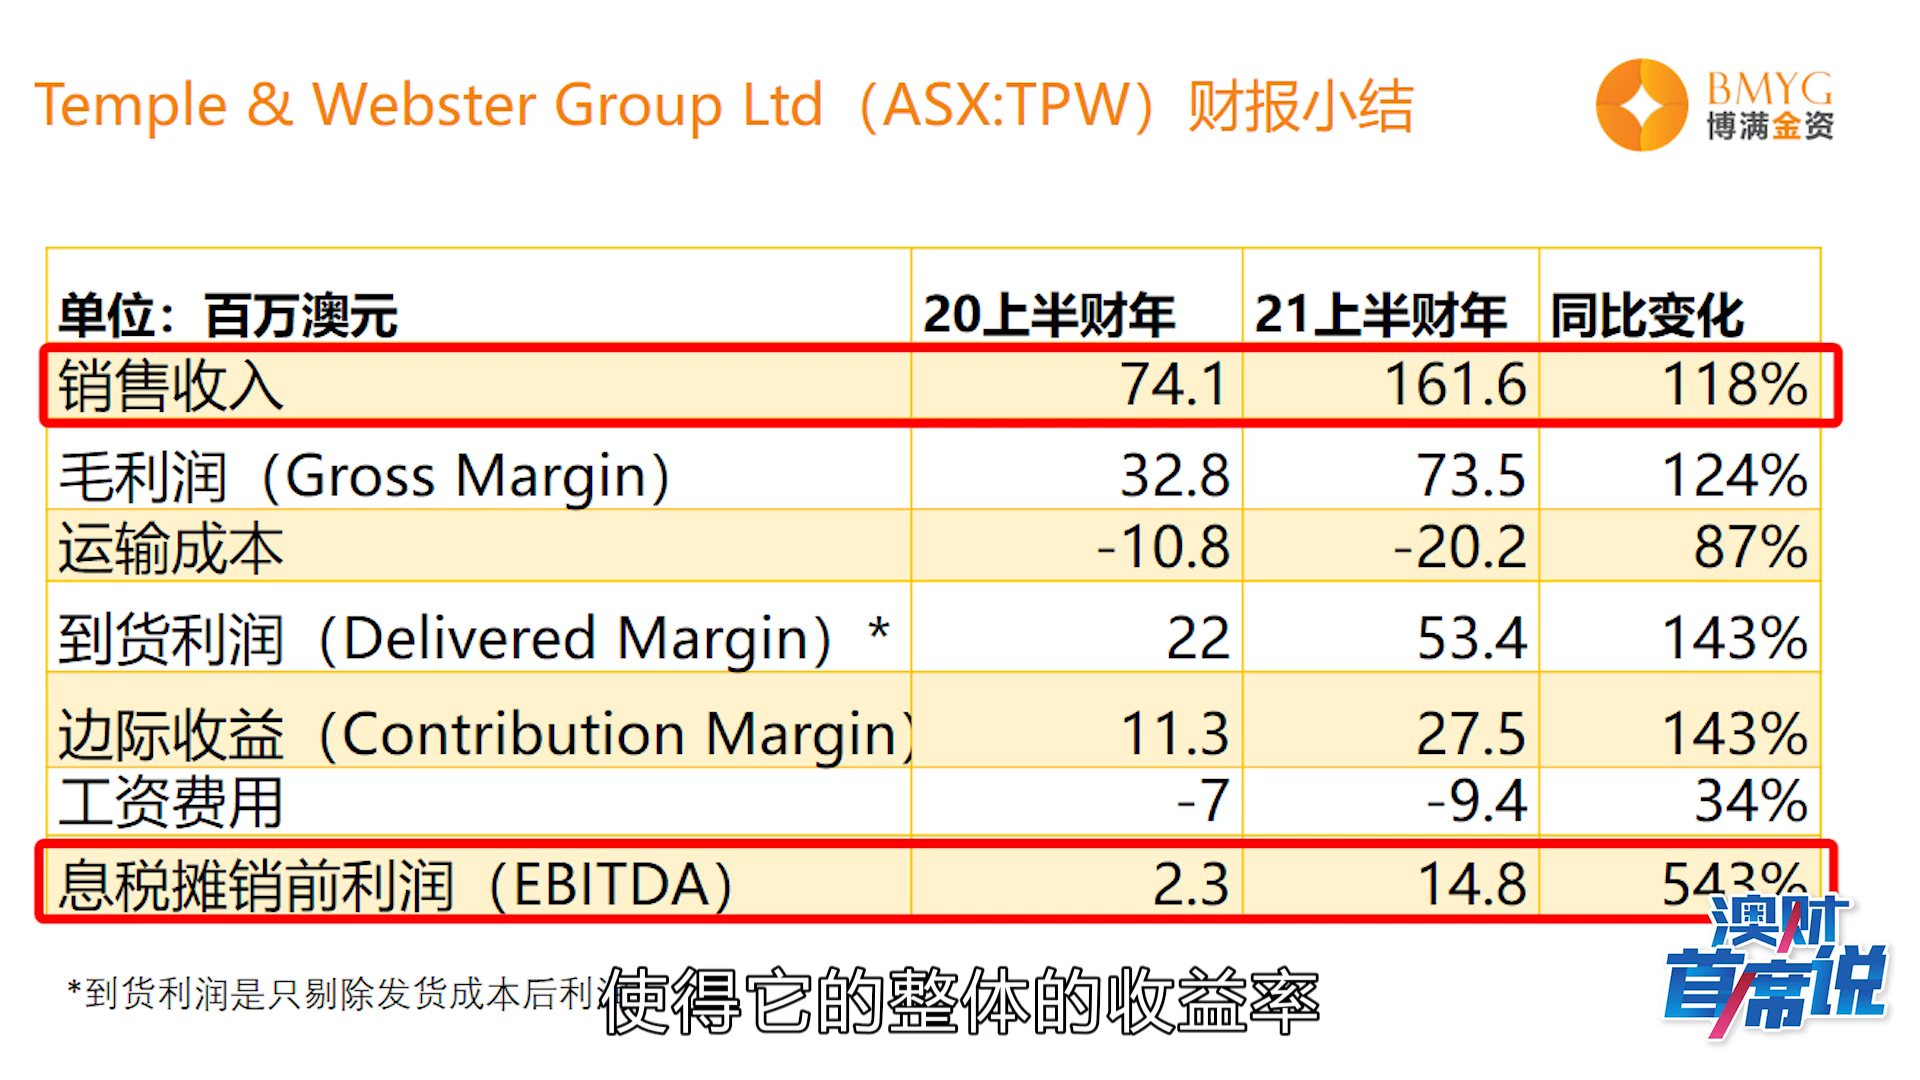 Temple & Webster Group Ltd（ASX:TPW）财报小结
BMYG
博满金资
单位：百万澳元 20上半财年 21上半财年 同比变化
销售收入 74.1 161.6 118%
毛利润（Gross Margin） 32.8 73.5 124%
运输成本 -10.8 -20.2 87%
到货利润（Delivered Margin）* 22 53.4 143%
边际收益（Contribution Margin） 11.3 27.5 143%
工资费用 -7 -9.4 34%
息税摊销前利润（EBITDA） 2.3 14.8 543%
澳财
首席说
*到货利润是只剔除发货成本后利
使得它的整体的收益率